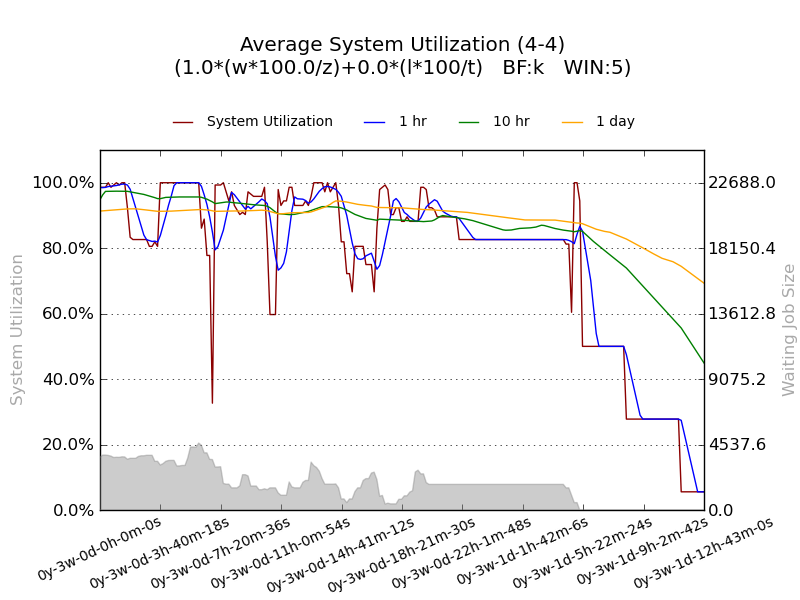 Average System Utilization (4-4)
(1.0*(w*100.0/z)+0.0*(l*100/t)   BF:k   WIN:5)
System Utilization   1 hr   10 hr   1 day
100.0%   22688.0
80.0%   18150.4
60.0%   13612.8
40.0%   9075.2
20.0%   4537.6
0.0%   0.0
System Utilization
Waiting Job Size
0y-3w-0d-0h-0m-0s
0y-3w-0d-3h-40m-18s
0y-3w-0d-7h-20m-36s
0y-3w-0d-11h-0m-54s
0y-3w-0d-14h-41m-12s
0y-3w-0d-18h-21m-30s
0y-3w-0d-22h-1m-48s
0y-3w-1d-1h-42m-6s
0y-3w-1d-5h-22m-24s
0y-3w-1d-9h-2m-42s
0y-3w-1d-12h-43m-0s